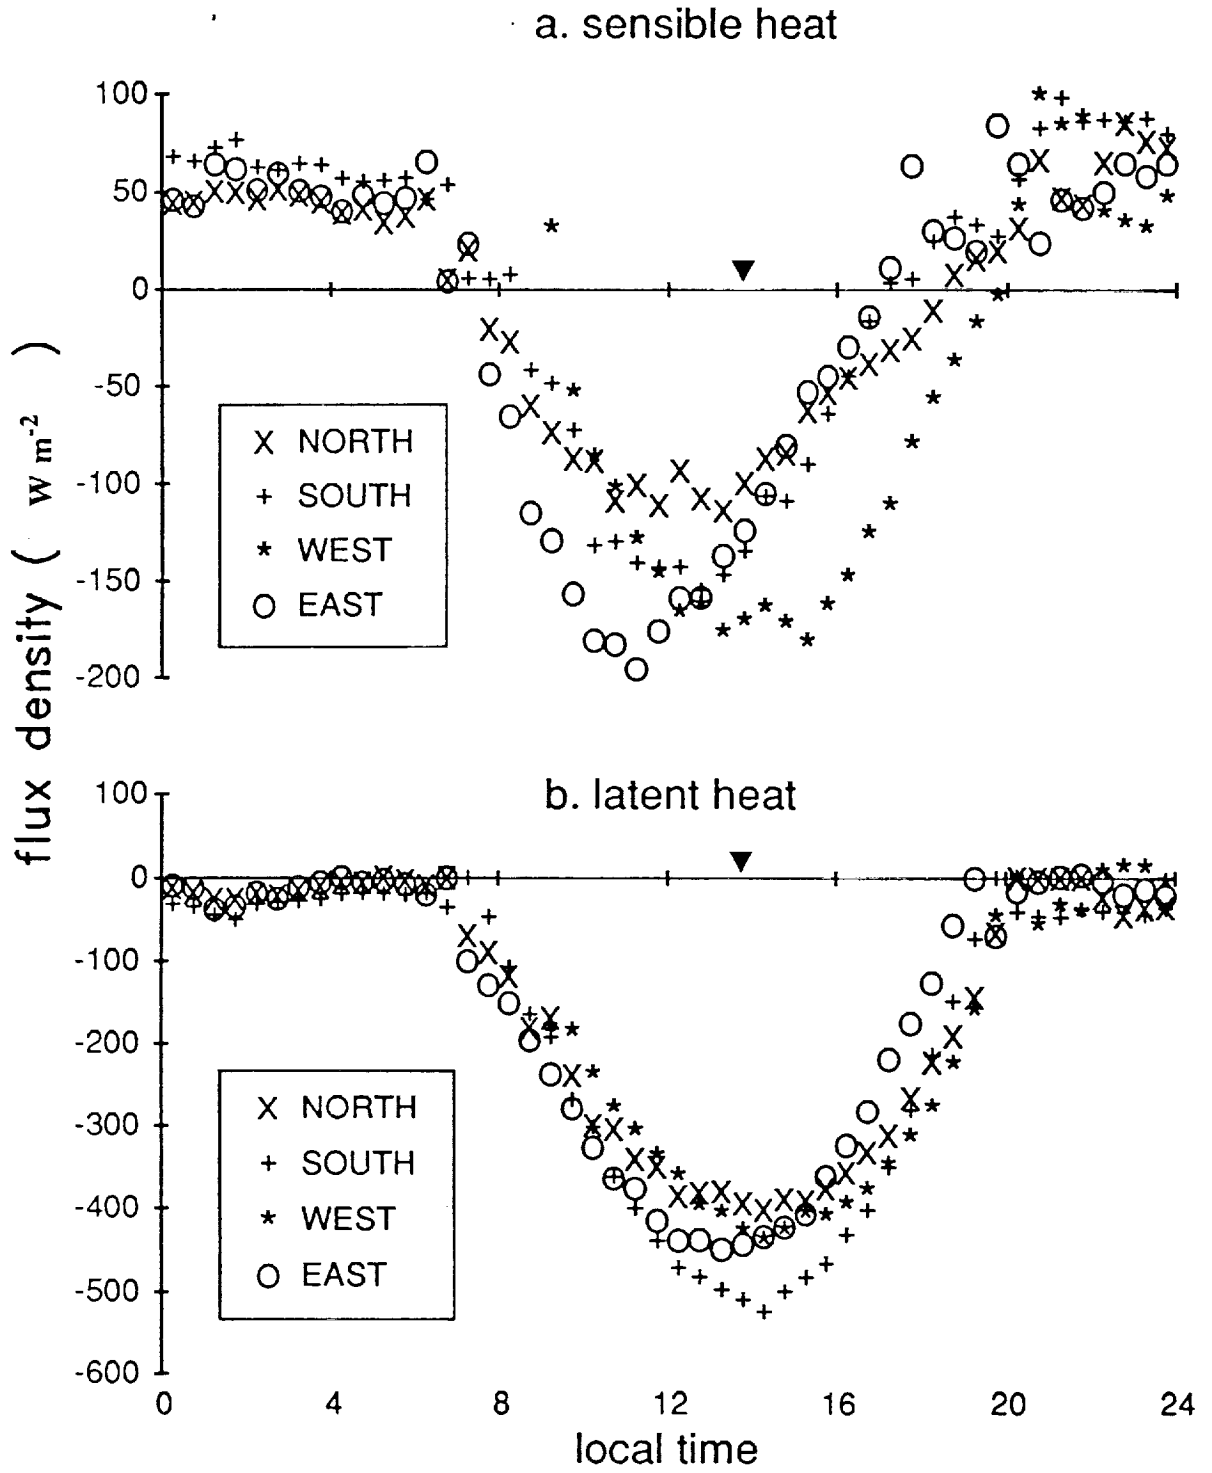 a. sensible heat
100
50
0
-50
-100
-150
-200
NORTH
SOUTH
WEST
EAST
flux density ( w m-2 )
b. latent heat
100
0
-100
-200
-300
-400
-500
-600
NORTH
SOUTH
WEST
EAST
0 4 8 12 16 20 24
local time